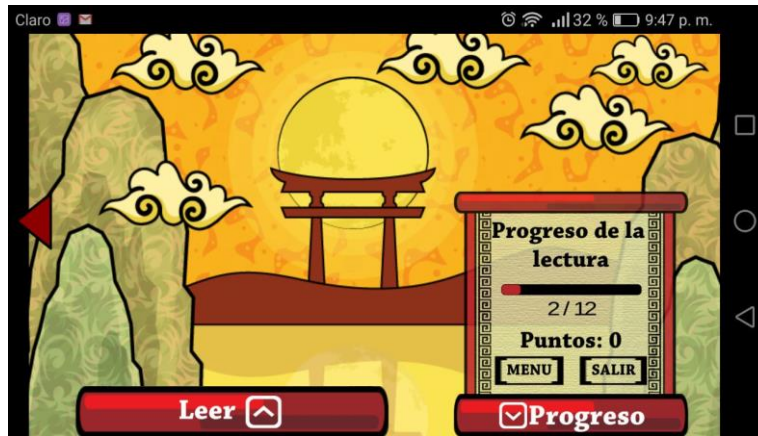 Claro 32 % 9:47 p. m.
Progreso de la
lectura
2/12
Puntos: 0
MENU SALIR
Leer
Progreso